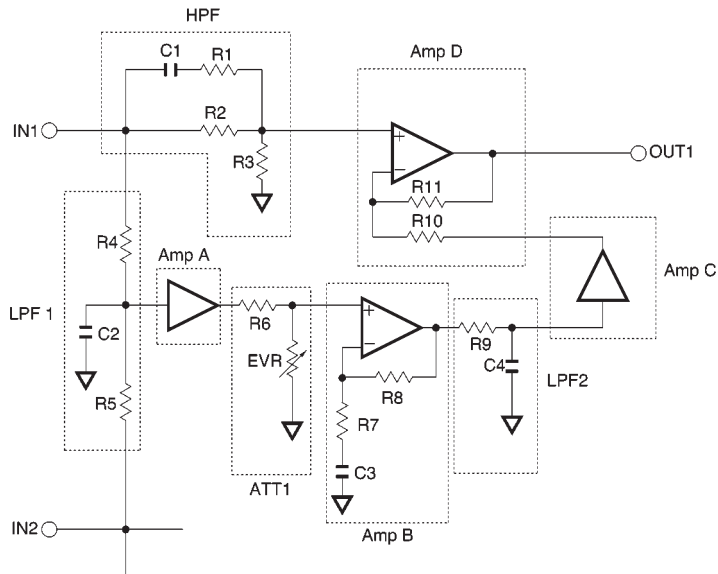 HPF
C1
R1
Amp D
R2
IN1
R3
OUT1
R11
R10
R4
Amp A
Amp C
LPF 1
C2
R6
R9
EVR
C4
LPF2
R8
R5
R7
C3
ATT1
Amp B
IN2